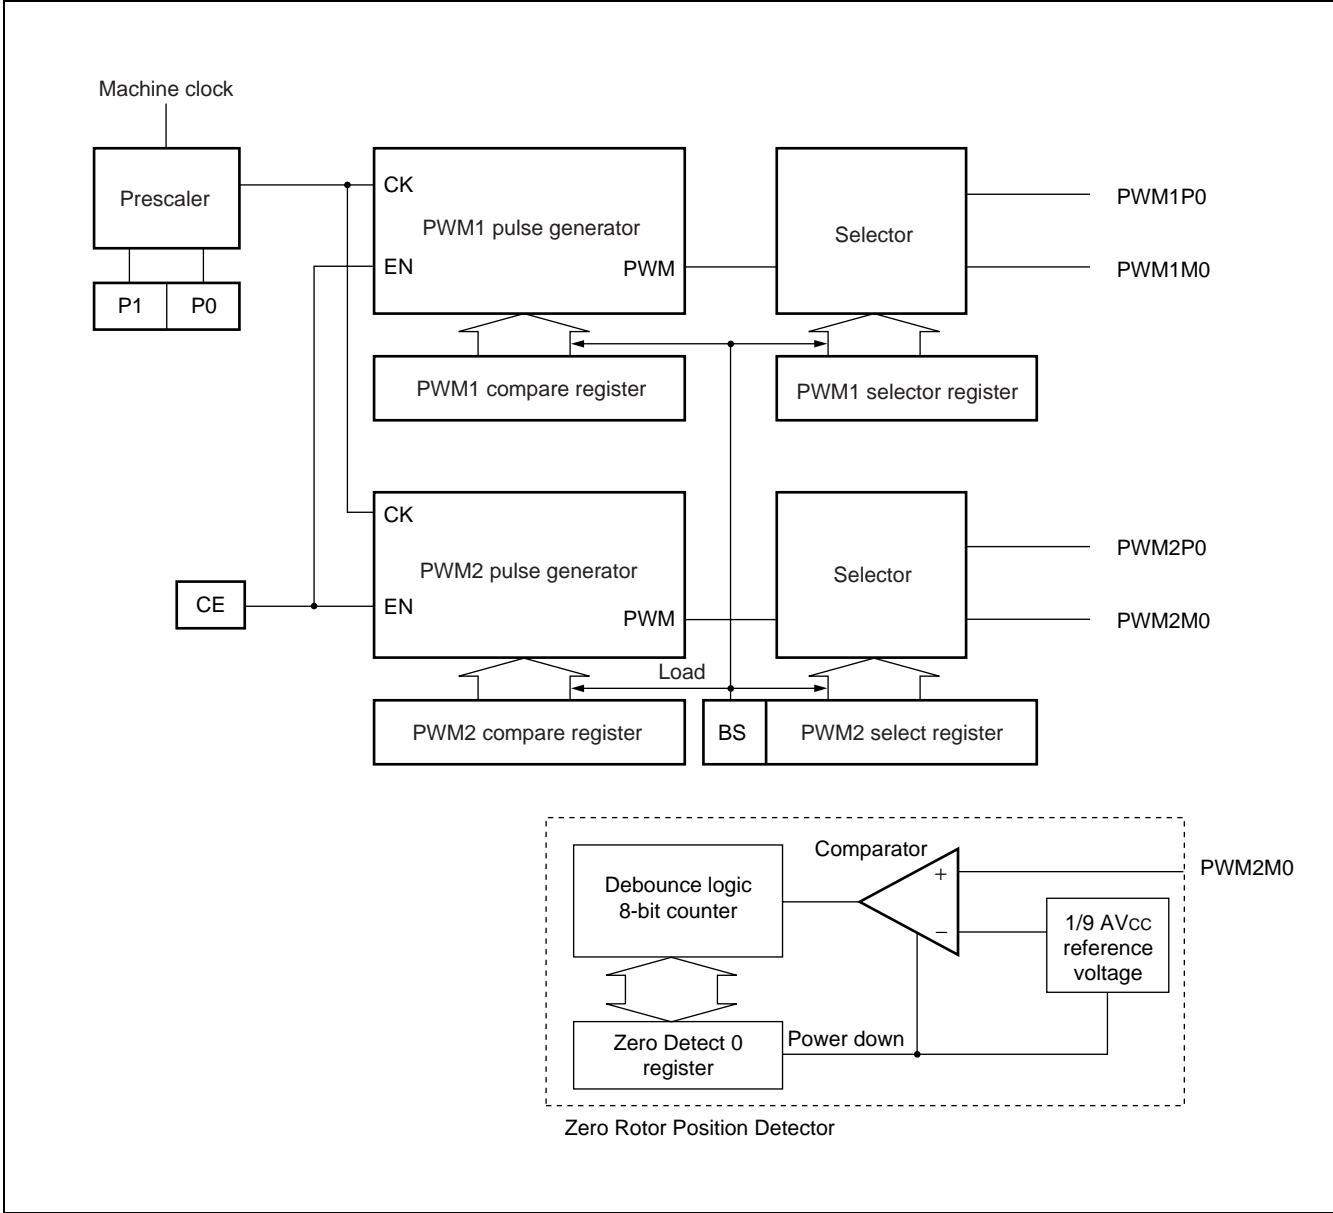 Machine clock
Prescaler
P1
P0
CK
PWM1 pulse generator
EN
PWM
Selector
PWM1P0
PWM1M0
PWM1 compare register
PWM1 selector register
CK
PWM2 pulse generator
EN
PWM
CE
Selector
PWM2P0
PWM2M0
Load
PWM2 compare register
BS
PWM2 select register
Comparator
Debounce logic
8-bit counter
+
−
PWM2M0
1/9 AVCC
reference
voltage
Zero Detect 0
register
Power down
Zero Rotor Position Detector